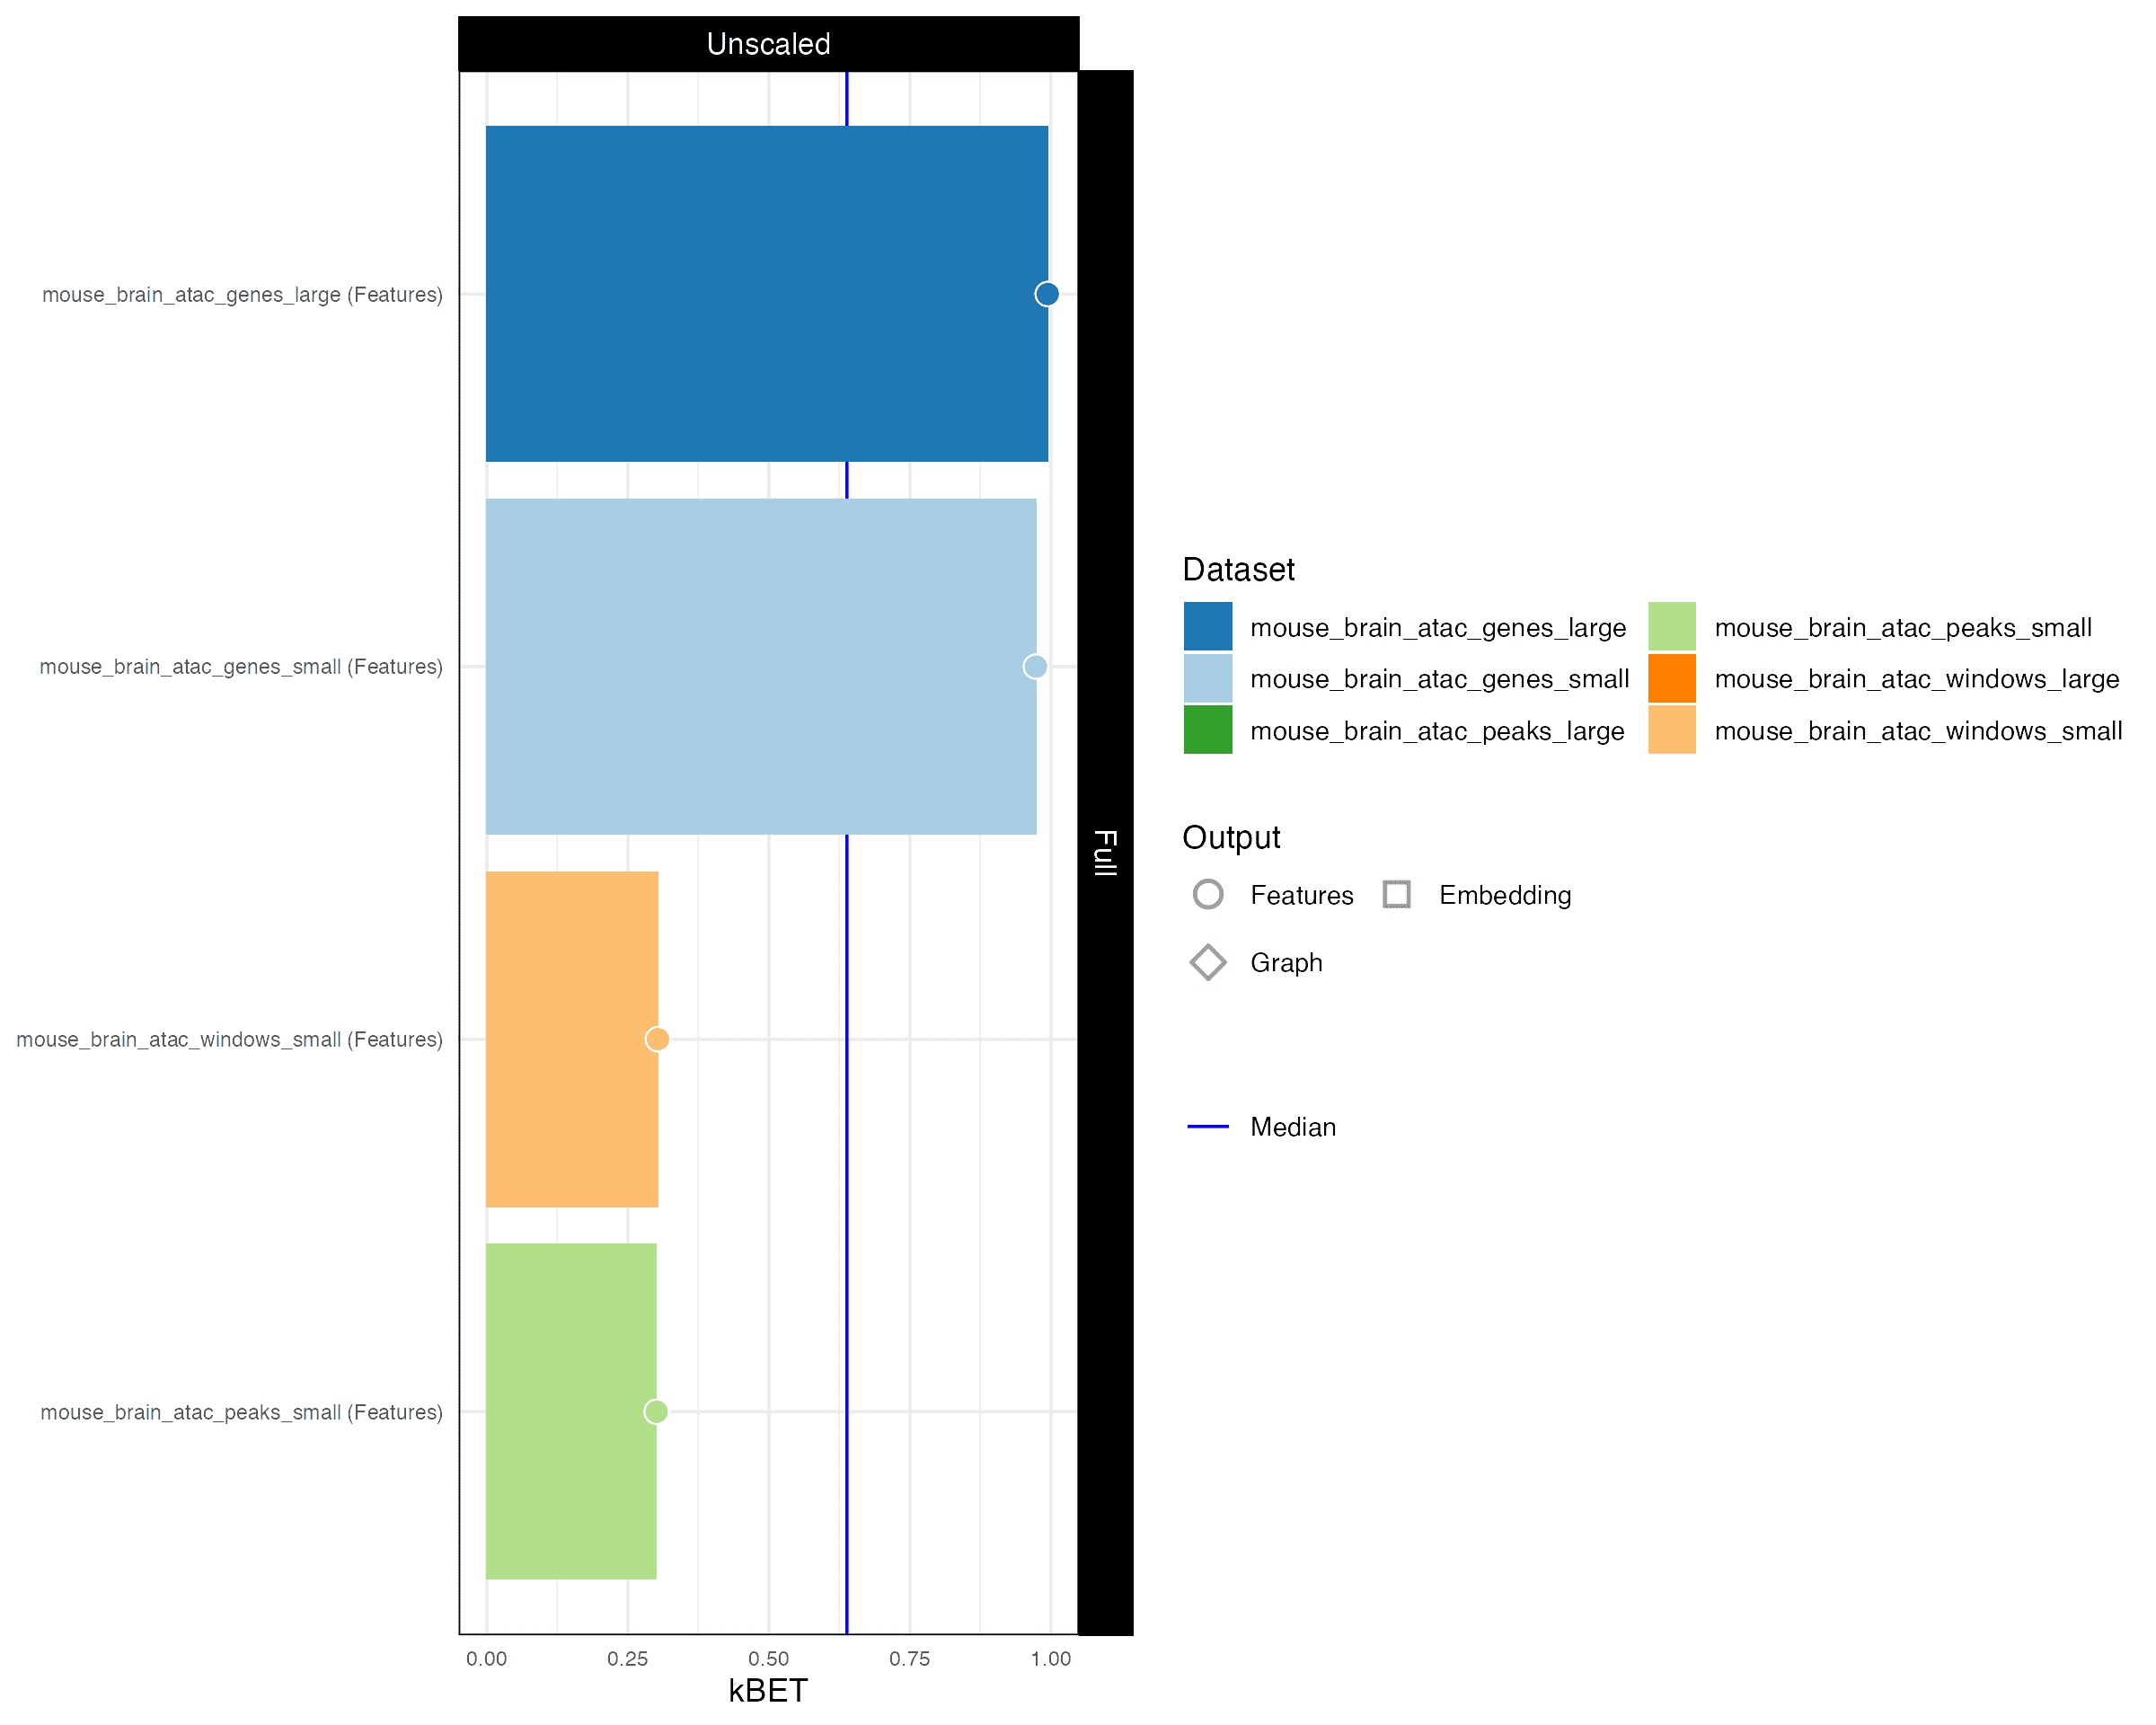 Unscaled
mouse_brain_atac_genes_large (Features)
mouse_brain_atac_genes_small (Features)
mouse_brain_atac_windows_small (Features)
mouse_brain_atac_peaks_small (Features)
0.00 0.25 0.50 0.75 1.00
kBET
Full
Dataset
mouse_brain_atac_genes_large mouse_brain_atac_peaks_small
mouse_brain_atac_genes_small mouse_brain_atac_windows_large
mouse_brain_atac_peaks_large mouse_brain_atac_windows_small
Output
Features Embedding
Graph
Median